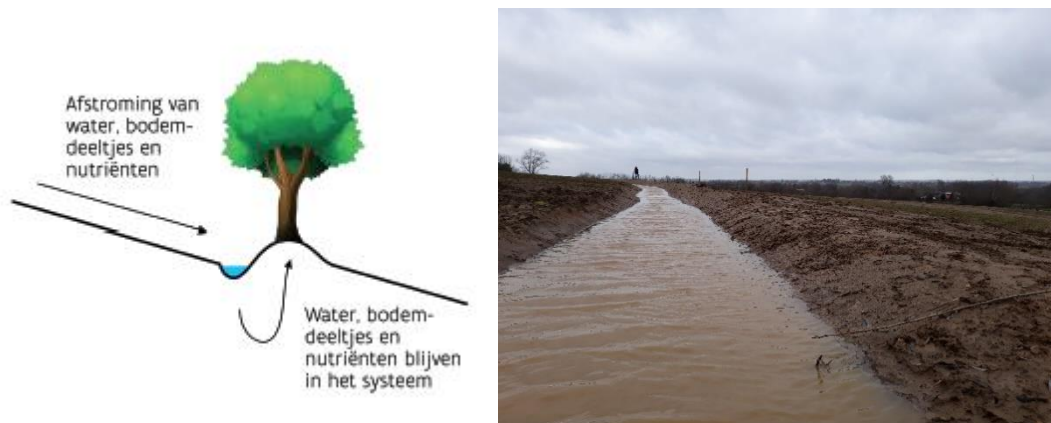 Afstroming van
water, bodem-
deeltjes en
nutriënten
Water, bodem-
deeltjes en
nutriënten blijven
in het systeem